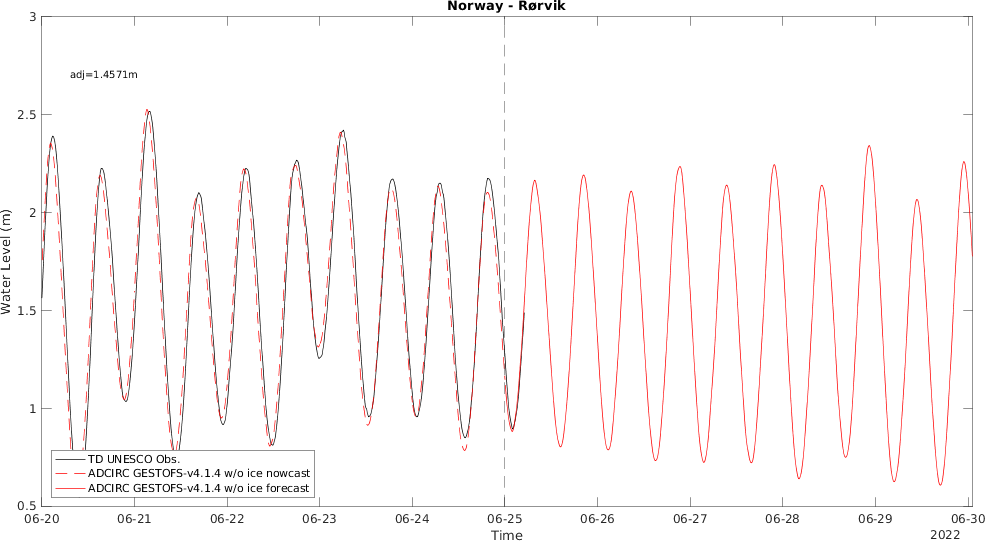 Norway - Rørvik
3
adj=1.4571m
2.5
2
Water Level (m)
1.5
1
TD UNESCO Obs.
ADCIRC GESTOFS-v4.1.4 w/o ice nowcast
ADCIRC GESTOFS-v4.1.4 w/o ice forecast
0.5
06-20 06-21 06-22 06-23 06-24 06-25 06-26 06-27 06-28 06-29 06-30
Time
2022